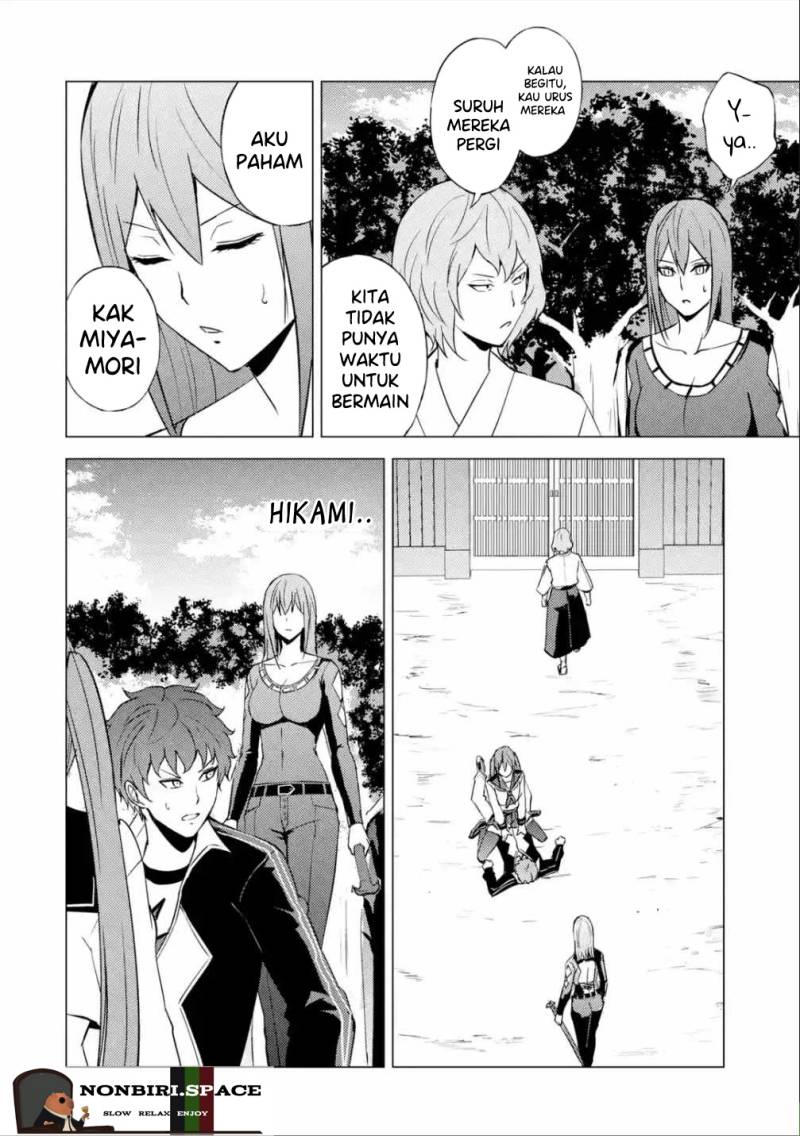 Y-
ya..
KALAU
BEGITU,
KAU URUS
MEREKA
SURUH
MEREKA
PERGI
KITA
TIDAK
PUNYA
WAKTU
UNTUK
BERMAIN
AKU
PAHAM
KAK
MIYA-
MORI
HIKAMI..
NONBIRI.SPACE
SLOW RELAX ENJOY